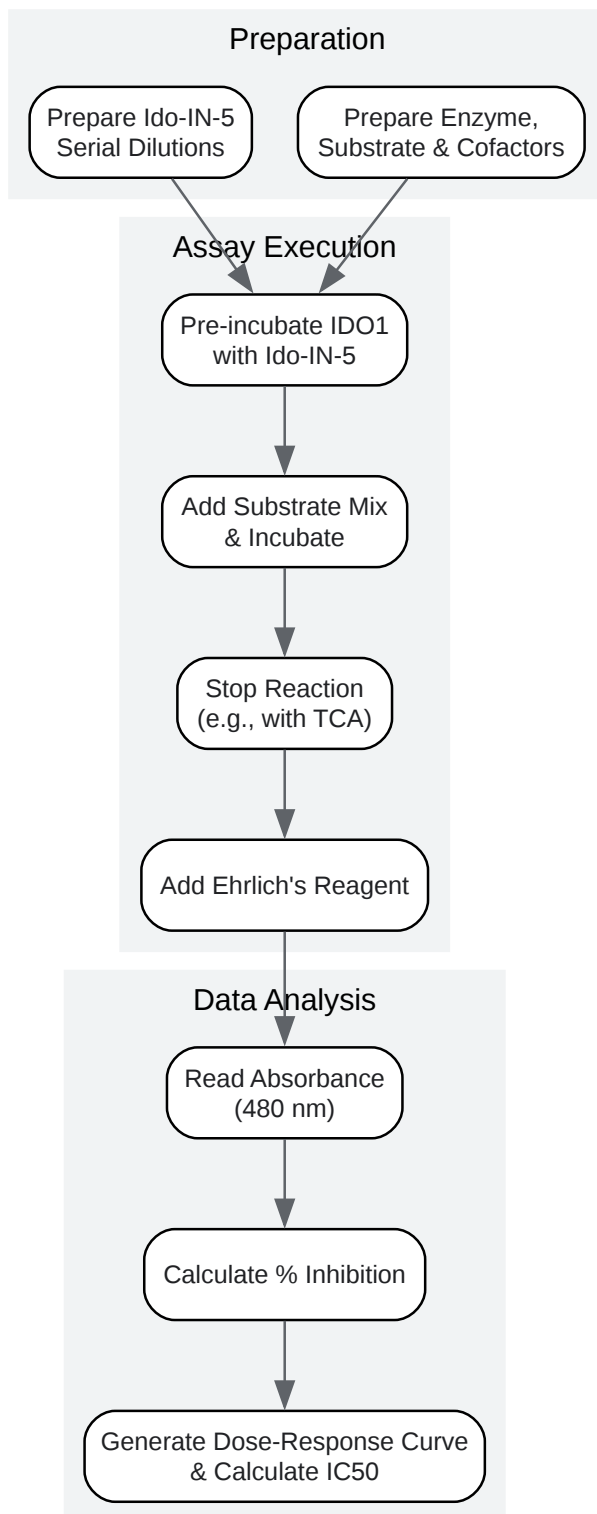 Preparation
Prepare Ido-IN-5
Serial Dilutions
Prepare Enzyme,
Substrate & Cofactors
Assay Execution
Pre-incubate IDO1
with Ido-IN-5
Add Substrate Mix
& Incubate
Stop Reaction
(e.g., with TCA)
Add Ehrlich's Reagent
Data Analysis
Read Absorbance
(480 nm)
Calculate % Inhibition
Generate Dose-Response Curve
& Calculate IC50